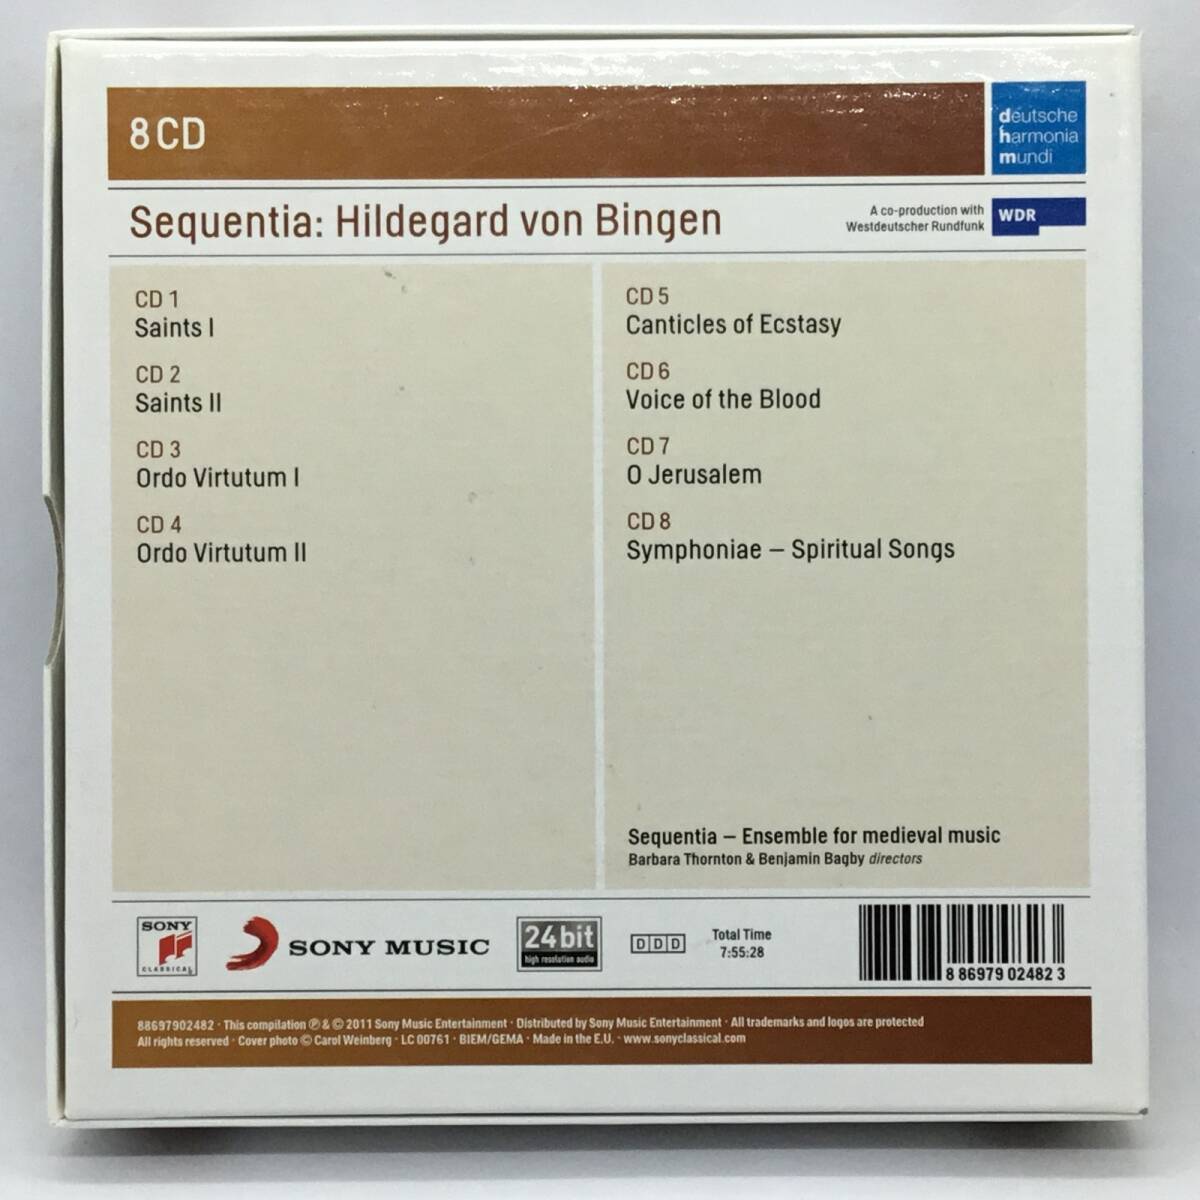 8 CD
deutsche
harmonia
mundi
Sequentia: Hildegard von Bingen
A co-production with
Westdeutscher Rundfunk
WDR
CD 1
Saints I
CD 2
Saints II
CD 3
Ordo Virtutum I
CD 4
Ordo Virtutum II
CD 5
Canticles of Ecstasy
CD 6
Voice of the Blood
CD 7
O Jerusalem
CD 8
Symphoniae – Spiritual Songs
Sequentia – Ensemble for medieval music
Barbara Thornton & Benjamin Bagby directors
SONY
CLASSICAL
SONY MUSIC
24 bit
high resolution audio
D D D
Total Time
7:55:28
8 86979 02482 3
88697902482 · This compilation ℗ & © 2011 Sony Music Entertainment · Distributed by Sony Music Entertainment · All trademarks and logos are protected
All rights reserved · Cover photo © Carol Weinberg · LC 00761 · BIEM/GEMA · Made in the E.U. · www.sonyclassical.com